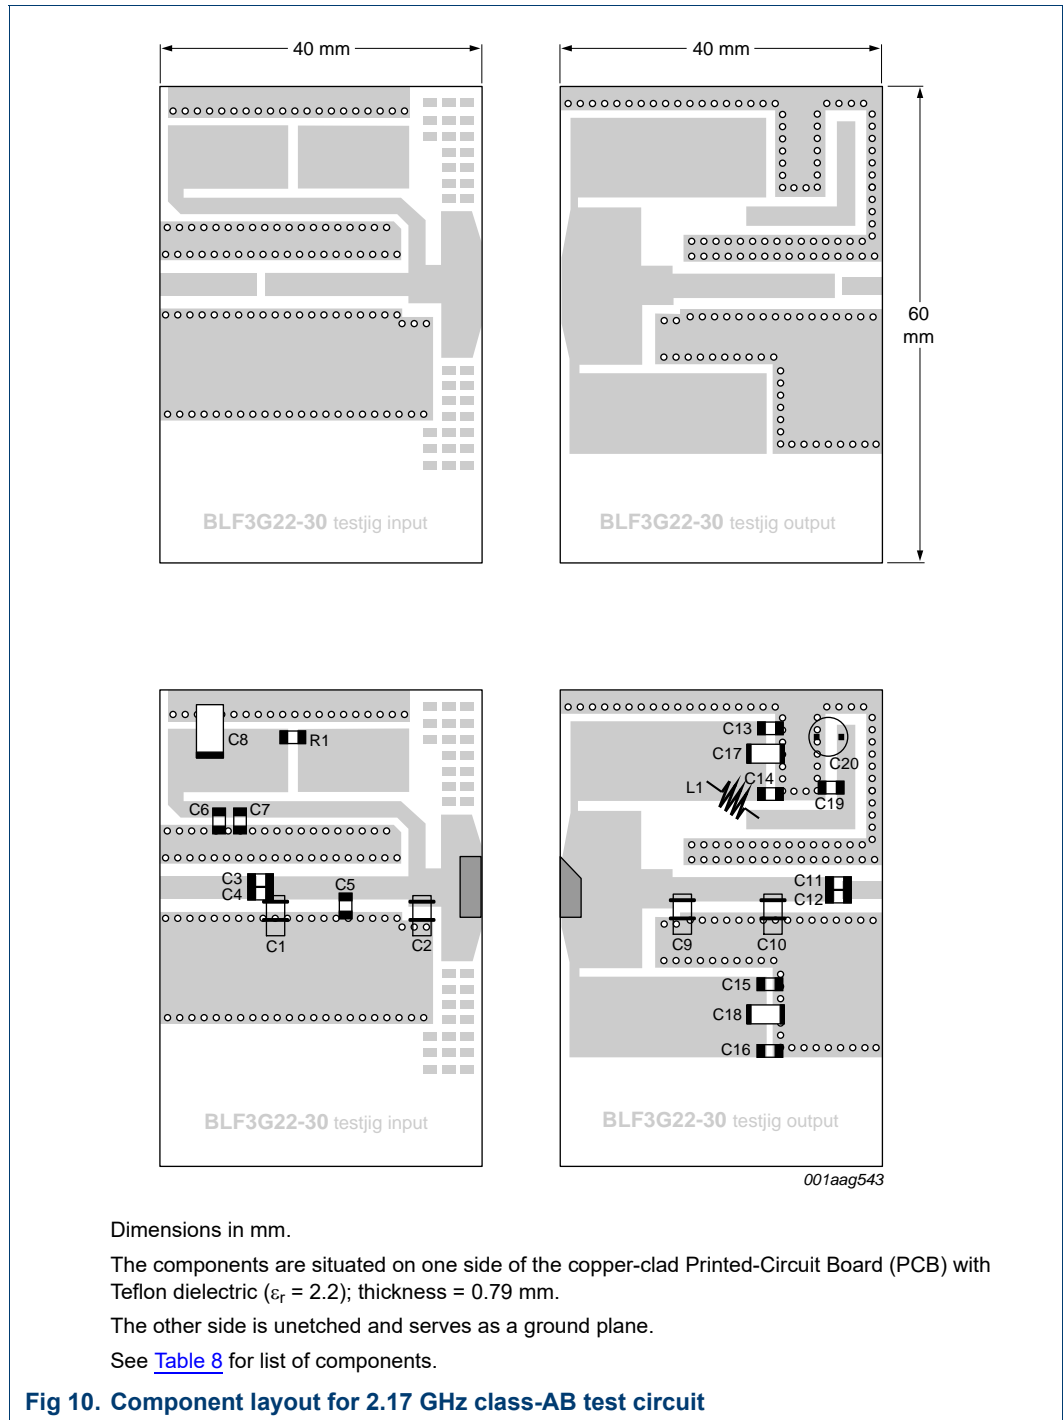 40 mm
40 mm
60
mm
BLF3G22-30 testjig input
BLF3G22-30 testjig output
C8
R1
C6
C7
C3
C4
C5
C1
C2
C13
C17
C14
L1
C20
C19
C11
C12
C9
C10
C15
C18
C16
BLF3G22-30 testjig input
BLF3G22-30 testjig output
001aag543
Dimensions in mm.
The components are situated on one side of the copper-clad Printed-Circuit Board (PCB) with
Teflon dielectric (εr = 2.2); thickness = 0.79 mm.
The other side is unetched and serves as a ground plane.
See Table 8 for list of components.
Fig 10. Component layout for 2.17 GHz class-AB test circuit